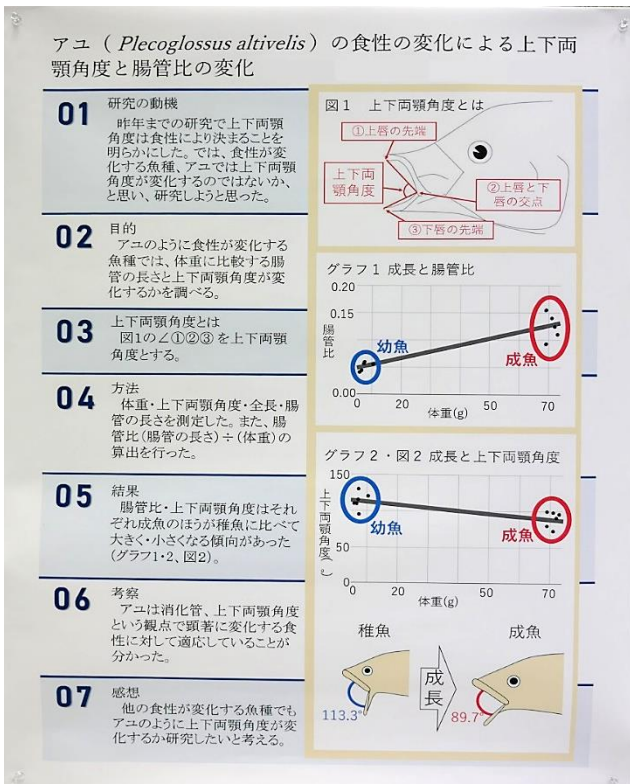 アユ（Plecoglossus altivelis）の食性の変化による上下両
顎角度と腸管比の変化
01
研究の動機
昨年までの研究で上下両顎
角度は食性により決まることを
明らかにした。では、食性が変
化する魚種、アユでは上下両顎
角度が変化するのではないか、
と思い、研究しようと思った。
02
目的
アユのように食性が変化する
魚種では、体重に比較する腸
管の長さと上下両顎角度が変
化するかを調べる。
03
上下両顎角度とは
図1の∠①②③を上下両顎
角度とする。
04
方法
体重・上下両顎角度・全長・腸
管の長さを測定した。また、腸
管比(腸管の長さ)÷(体重)の
算出を行った。
05
結果
腸管比・上下両顎角度はそれ
ぞれ成魚のほうが稚魚に比べて
大きく・小さくなる傾向があった
(グラフ1・2、図2)。
06
考察
アユは消化管、上下両顎角度
という観点で顕著に変化する食
性に対して適応していることが
分かった。
07
感想
他の食性が変化する魚種でも
アユのように上下両顎角度が変
化するか研究したいと考える。
図1 上下両顎角度とは
①上唇の先端
上下両
顎角度
②上唇と下
唇の交点
③下唇の先端
グラフ1 成長と腸管比
0.20
0.15
0.00
腸管比
幼魚
成魚
0 20 50 70
体重(g)
グラフ2・図2 成長と上下両顎角度
150
50
0
上下両顎角度(°)
幼魚
成魚
0 20 50 70
体重(g)
稚魚
成魚
成長
113.3°
89.7°